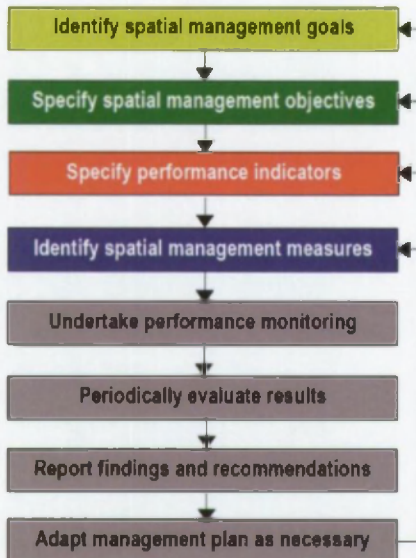 Identify spatial management goals
Specify spatial management objectives
Specify performance indicators
Identify spatial management measures
Undertake performance monitoring
Periodically evaluate results
Report findings and recommendations
Adapt management plan as necessary